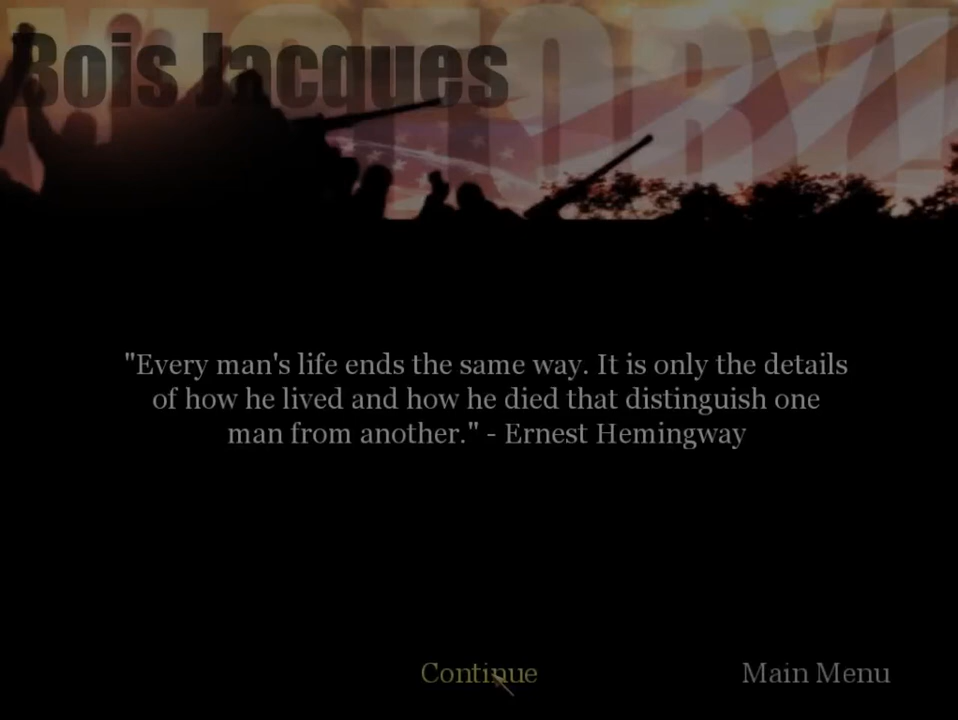 VICTORY!
Bois Jacques
"Every man's life ends the same way. It is only the details
of how he lived and how he died that distinguish one
man from another." - Ernest Hemingway
Continue
Main Menu